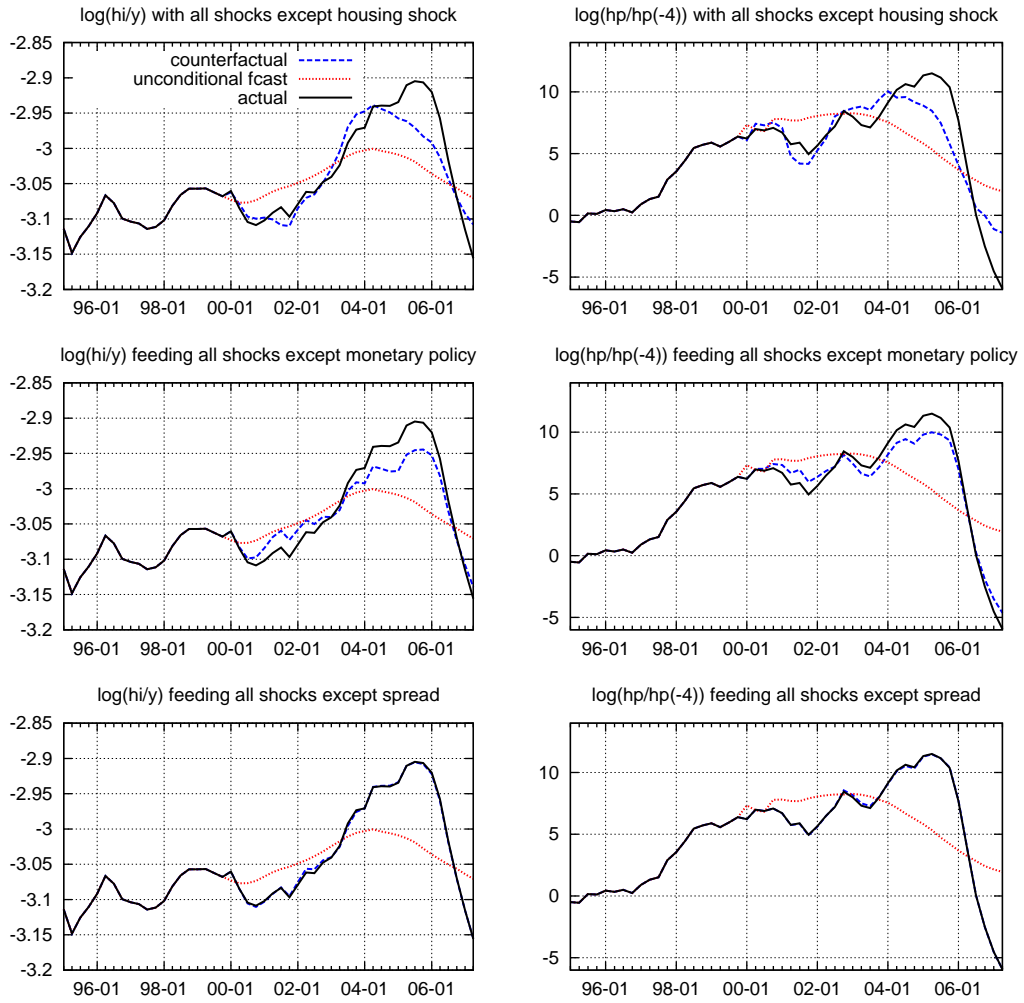 log(hi/y) with all shocks except housing shock
-2.85
-2.9
-2.95
-3
-3.05
-3.1
-3.15
-3.2
counterfactual
unconditional fcast
actual
96-01 98-01 00-01 02-01 04-01 06-01
log(hp/hp(-4)) with all shocks except housing shock
10
5
0
-5
96-01 98-01 00-01 02-01 04-01 06-01
log(hi/y) feeding all shocks except monetary policy
-2.85
-2.9
-2.95
-3
-3.05
-3.1
-3.15
-3.2
96-01 98-01 00-01 02-01 04-01 06-01
log(hp/hp(-4)) feeding all shocks except monetary policy
10
5
0
-5
96-01 98-01 00-01 02-01 04-01 06-01
log(hi/y) feeding all shocks except spread
-2.85
-2.9
-2.95
-3
-3.05
-3.1
-3.15
-3.2
96-01 98-01 00-01 02-01 04-01 06-01
log(hp/hp(-4)) feeding all shocks except spread
10
5
0
-5
96-01 98-01 00-01 02-01 04-01 06-01